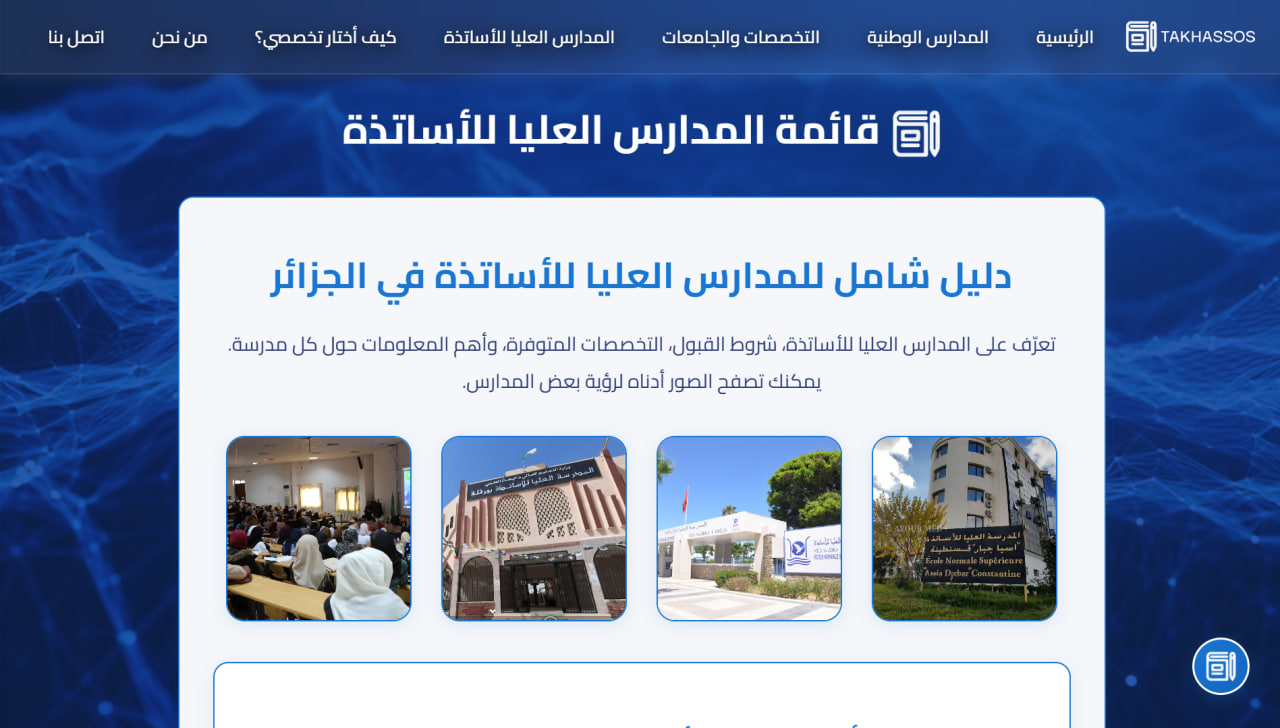 TAKHASSOS
الرئيسية
المدارس الوطنية
التخصصات والجامعات
المدارس العليا للأساتذة
كيف أختار تخصصي؟
من نحن
اتصل بنا
قائمة المدارس العليا للأساتذة
دليل شامل للمدارس العليا للأساتذة في الجزائر
تعرّف على المدارس العليا للأساتذة، شروط القبول، التخصصات المتوفرة، وأهم المعلومات حول كل مدرسة.
يمكنك تصفح الصور أدناه لرؤية بعض المدارس.
المدرسة العليا للأساتذة
"آسيا جبار" قسنطينة
École Normale Supérieure
"Assia Djebar" Constantine
المدرسة العليا للأساتذة بورقلة